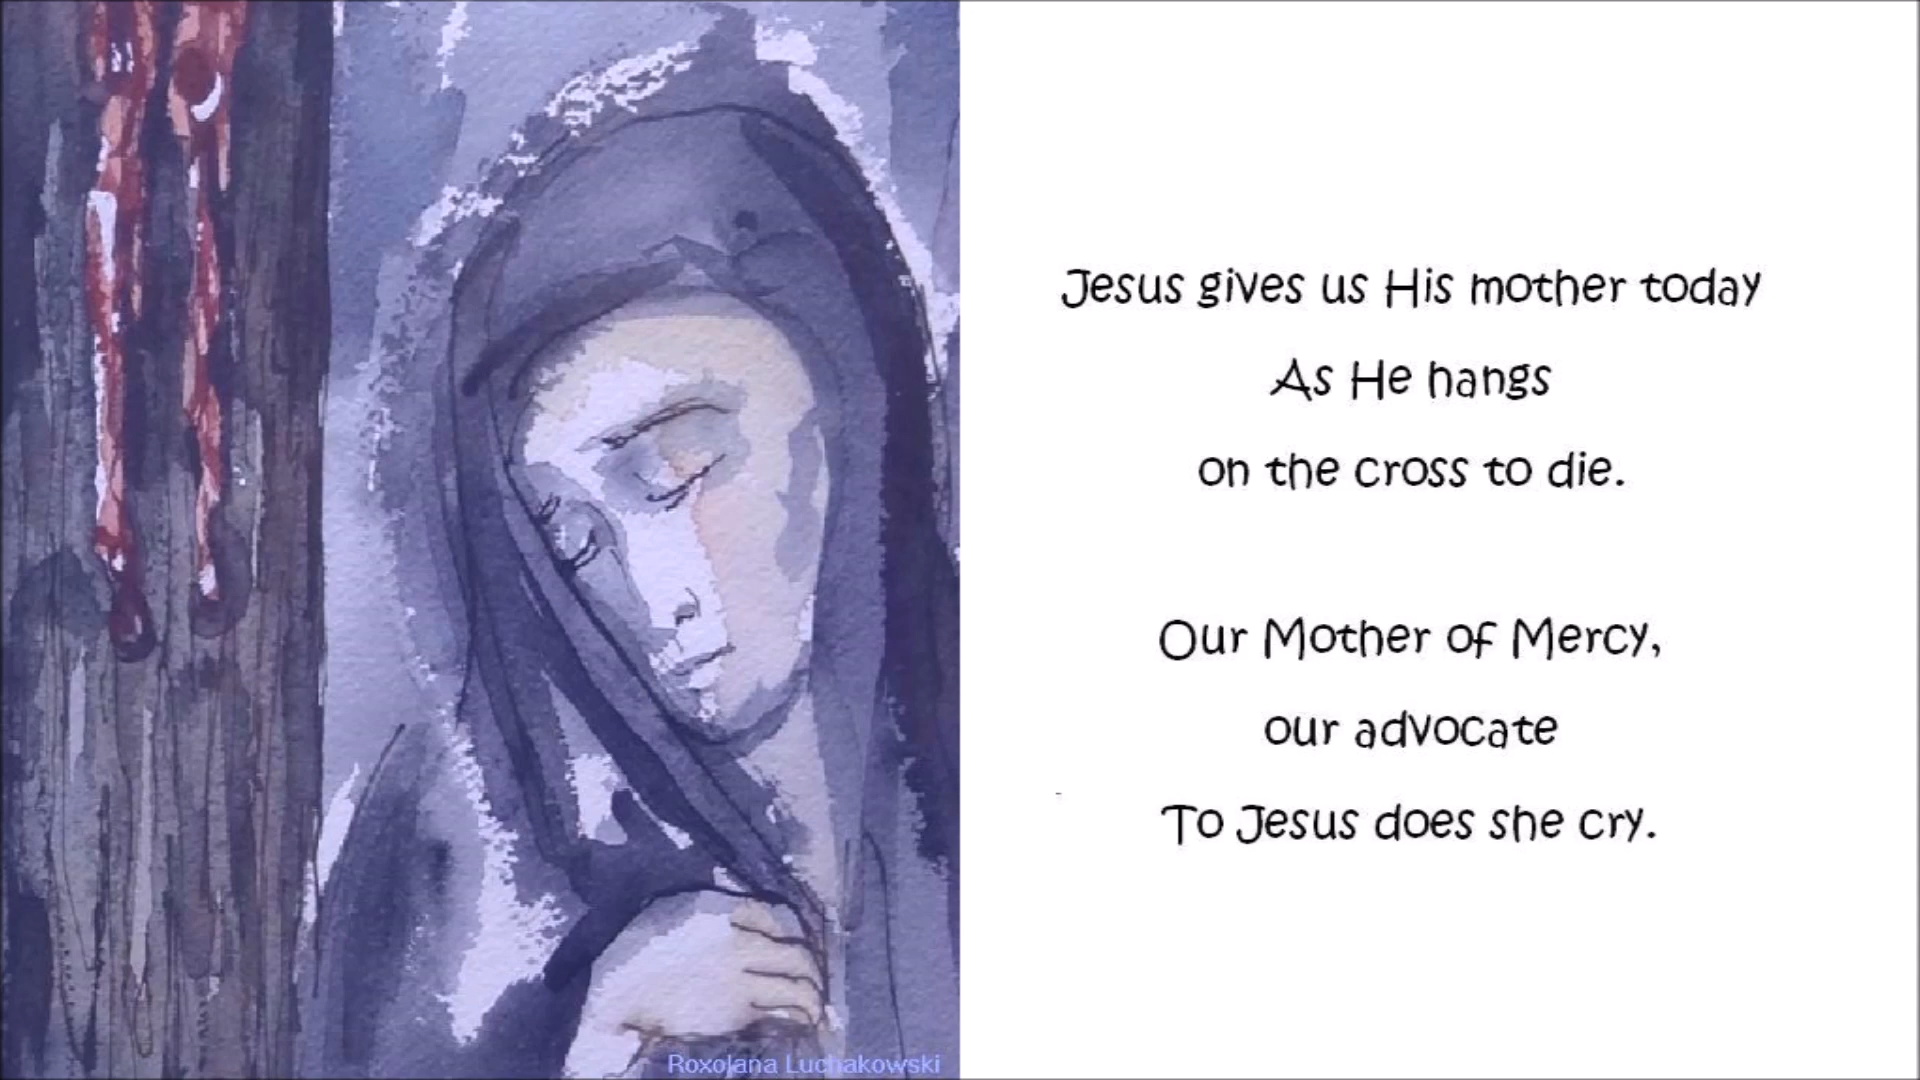 Jesus gives us His mother today
As He hangs
on the cross to die.
Our Mother of Mercy,
our advocate
To Jesus does she cry.
Roxolana Luchakowski